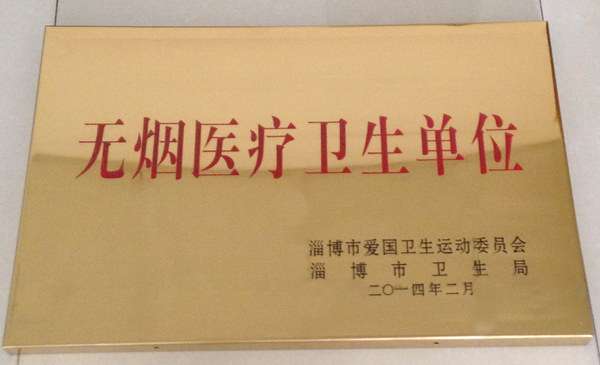 无烟医疗卫生单位
淄博市爱国卫生运动委员会
淄博市卫生局
二〇一四年二月